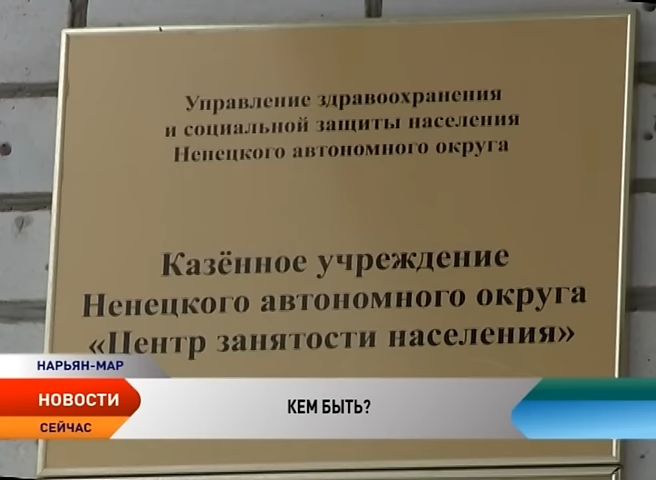 Управление здравоохранения
и социальной защиты населения
Ненецкого автономного округа
Казённое учреждение
Ненецкого автономного округа
«Центр занятости населения»
НАРЬЯН-МАР
НОВОСТИ
СЕЙЧАС
КЕМ БЫТЬ?